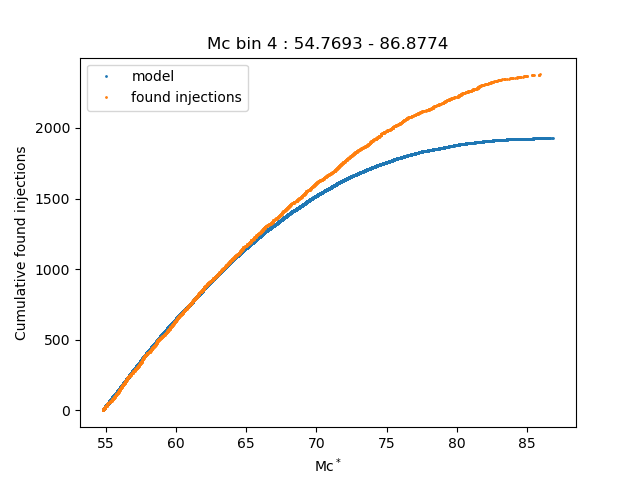 Mc bin 4 : 54.7693 - 86.8774
model
found injections
Cumulative found injections
2000
1500
1000
500
0
55 60 65 70 75 80 85
Mc*